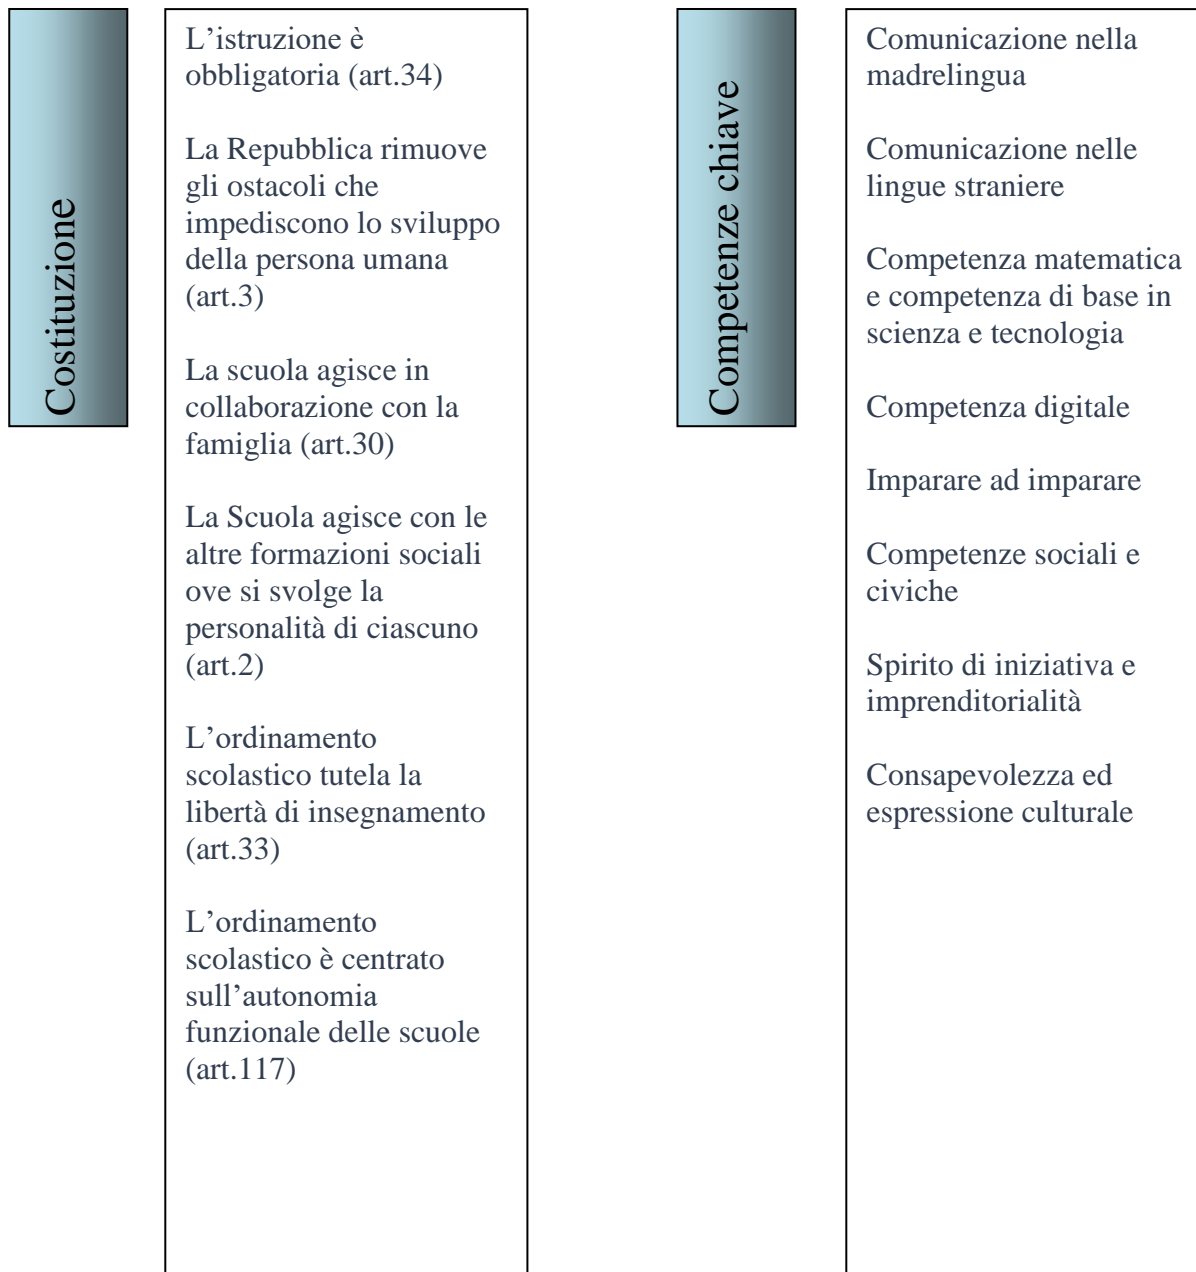 Costituzione
L’istruzione è
obbligatoria (art.34)
La Repubblica rimuove
gli ostacoli che
impediscono lo sviluppo
della persona umana
(art.3)
La scuola agisce in
collaborazione con la
famiglia (art.30)
La Scuola agisce con le
altre formazioni sociali
ove si svolge la
personalità di ciascuno
(art.2)
L’ordinamento
scolastico tutela la
libertà di insegnamento
(art.33)
L’ordinamento
scolastico è centrato
sull’autonomia
funzionale delle scuole
(art.117)
Competenze chiave
Comunicazione nella
madrelingua
Comunicazione nelle
lingue straniere
Competenza matematica
e competenza di base in
scienza e tecnologia
Competenza digitale
Imparare ad imparare
Competenze sociali e
civiche
Spirito di iniziativa e
imprenditorialità
Consapevolezza ed
espressione culturale